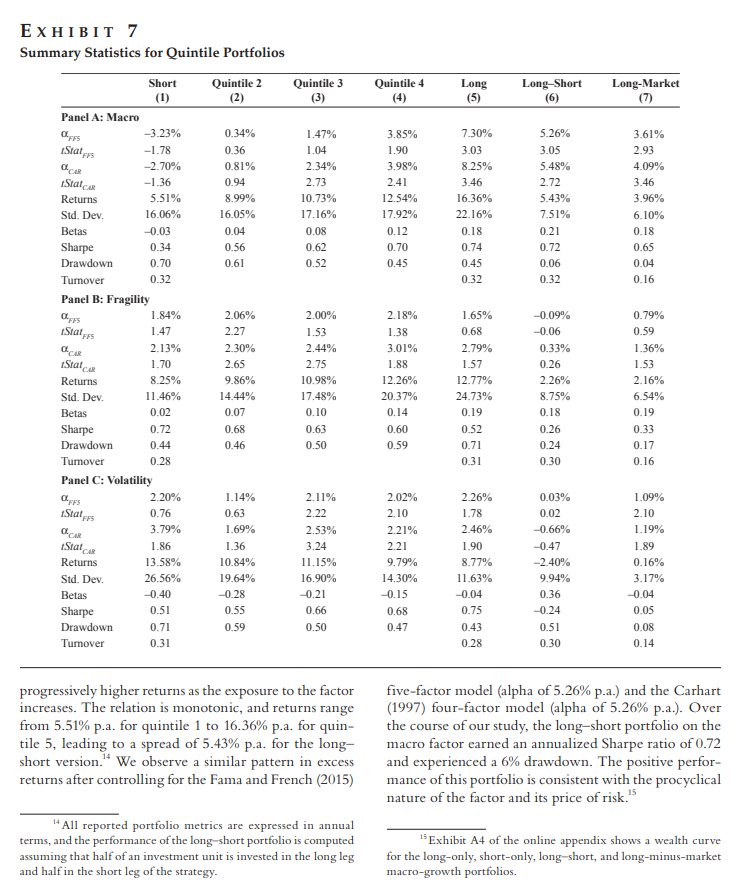 EXHIBIT 7
Summary Statistics for Quintile Portfolios
Short Quintile 2 Quintile 3 Quintile 4 Long Long–Short Long-Market
(1) (2) (3) (4) (5) (6) (7)
Panel A: Macro
αFF5 −3.23% 0.34% 1.47% 3.85% 7.30% 5.26% 3.61%
tStatFF5 −1.78 0.36 1.04 1.90 3.03 3.05 2.93
αCAR −2.70% 0.81% 2.34% 3.98% 8.25% 5.48% 4.09%
tStatCAR −1.36 0.94 2.73 2.41 3.46 2.72 3.46
Returns 5.51% 8.99% 10.73% 12.54% 16.36% 5.43% 3.96%
Std. Dev. 16.06% 16.05% 17.16% 17.92% 22.16% 7.51% 6.10%
Betas −0.03 0.04 0.08 0.12 0.18 0.21 0.18
Sharpe 0.34 0.56 0.62 0.70 0.74 0.72 0.65
Drawdown 0.70 0.61 0.52 0.45 0.45 0.06 0.04
Turnover 0.32 0.32 0.32 0.16
Panel B: Fragility
αFF5 1.84% 2.06% 2.00% 2.18% 1.65% −0.09% 0.79%
tStatFF5 1.47 2.27 1.53 1.38 0.68 −0.06 0.59
αCAR 2.13% 2.30% 2.44% 3.01% 2.79% 0.33% 1.36%
tStatCAR 1.70 2.65 2.75 1.88 1.57 0.26 1.53
Returns 8.25% 9.86% 10.98% 12.26% 12.77% 2.26% 2.16%
Std. Dev. 11.46% 14.44% 17.48% 20.37% 24.73% 8.75% 6.54%
Betas 0.02 0.07 0.10 0.14 0.19 0.18 0.19
Sharpe 0.72 0.68 0.63 0.60 0.52 0.26 0.33
Drawdown 0.44 0.46 0.50 0.59 0.71 0.24 0.17
Turnover 0.28 0.31 0.30 0.16
Panel C: Volatility
αFF5 2.20% 1.14% 2.11% 2.02% 2.26% 0.03% 1.09%
tStatFF5 0.76 0.63 2.22 2.10 1.78 0.02 2.10
αCAR 3.79% 1.69% 2.53% 2.21% 2.46% −0.66% 1.19%
tStatCAR 1.86 1.36 3.24 2.21 1.90 −0.47 1.89
Returns 13.58% 10.84% 11.15% 9.79% 8.77% −2.40% 0.16%
Std. Dev. 26.56% 19.64% 16.90% 14.30% 11.63% 9.94% 3.17%
Betas −0.40 −0.28 −0.21 −0.15 −0.04 0.36 −0.04
Sharpe 0.51 0.55 0.66 0.68 0.75 −0.24 0.05
Drawdown 0.71 0.59 0.50 0.47 0.43 0.51 0.08
Turnover 0.31 0.28 0.30 0.14
progressively higher returns as the exposure to the factor
increases. The relation is monotonic, and returns range
from 5.51% p.a. for quintile 1 to 16.36% p.a. for quin-
tile 5, leading to a spread of 5.43% p.a. for the long–
short version.14 We observe a similar pattern in excess
returns after controlling for the Fama and French (2015)
14 All reported portfolio metrics are expressed in annual
terms, and the performance of the long–short portfolio is computed
assuming that half of an investment unit is invested in the long leg
and half in the short leg of the strategy.
five-factor model (alpha of 5.26% p.a.) and the Carhart
(1997) four-factor model (alpha of 5.26% p.a.). Over
the course of our study, the long–short portfolio on the
macro factor earned an annualized Sharpe ratio of 0.72
and experienced a 6% drawdown. The positive perfor-
mance of this portfolio is consistent with the procyclical
nature of the factor and its price of risk.15
15 Exhibit A4 of the online appendix shows a wealth curve
for the long-only, short-only, long–short, and long-minus-market
macro-growth portfolios.